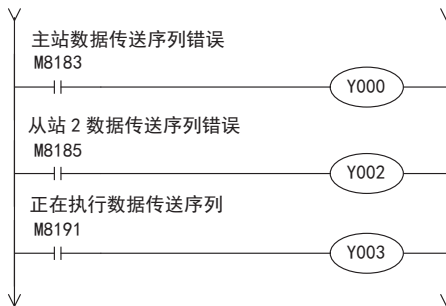 主站数据传送序列错误
M8183
Y000
从站 2 数据传送序列错误
M8185
Y002
正在执行数据传送序列
M8191
Y003